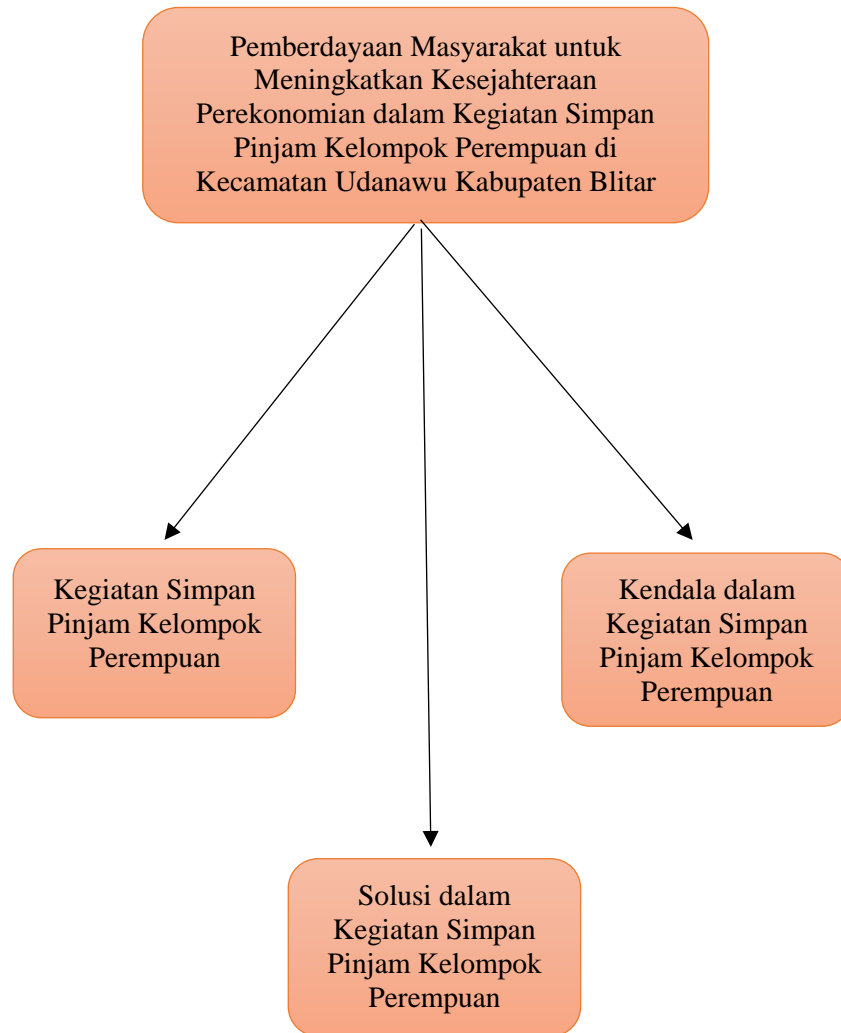 Pemberdayaan Masyarakat untuk
Meningkatkan Kesejahteraan
Perekonomian dalam Kegiatan Simpan
Pinjam Kelompok Perempuan di
Kecamatan Udanawu Kabupaten Blitar
Kegiatan Simpan
Pinjam Kelompok
Perempuan
Kendala dalam
Kegiatan Simpan
Pinjam Kelompok
Perempuan
Solusi dalam
Kegiatan Simpan
Pinjam Kelompok
Perempuan